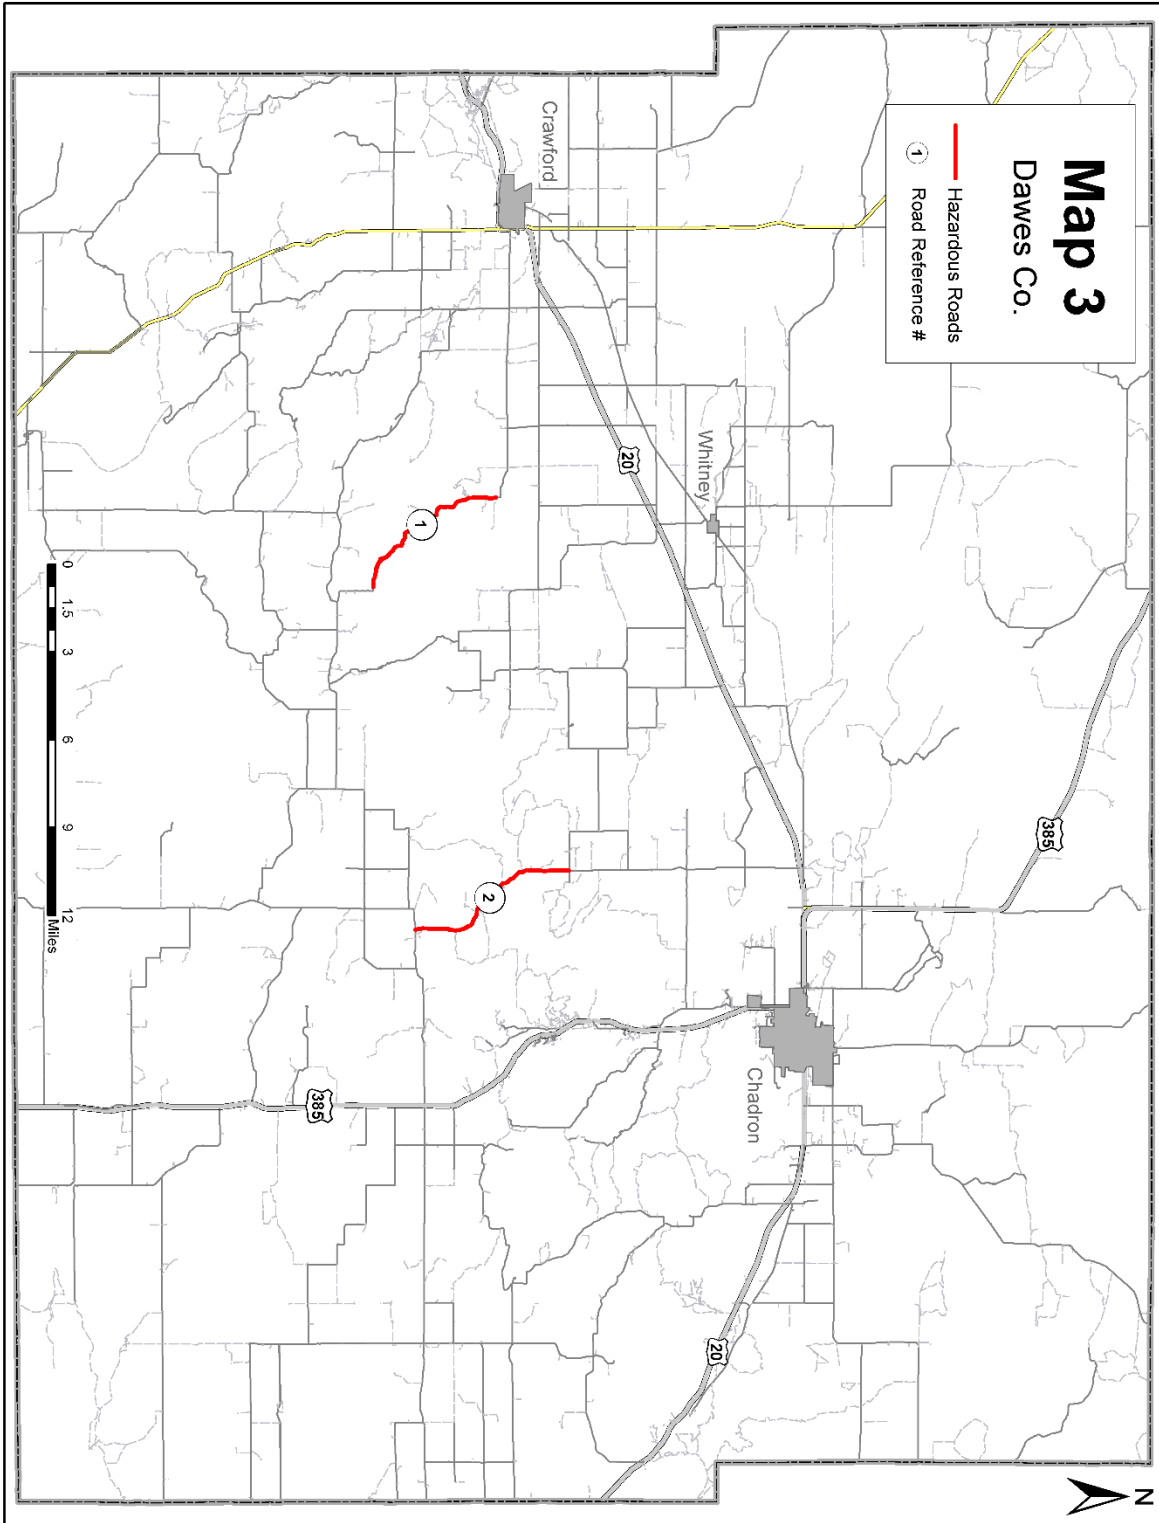 Map 3
Dawes Co.
Hazardous Roads
1 Road Reference #
N
385
Whitney
20
Crawford
Chadron
20
1
2
385
0 1.5 3 6 9 12
Miles